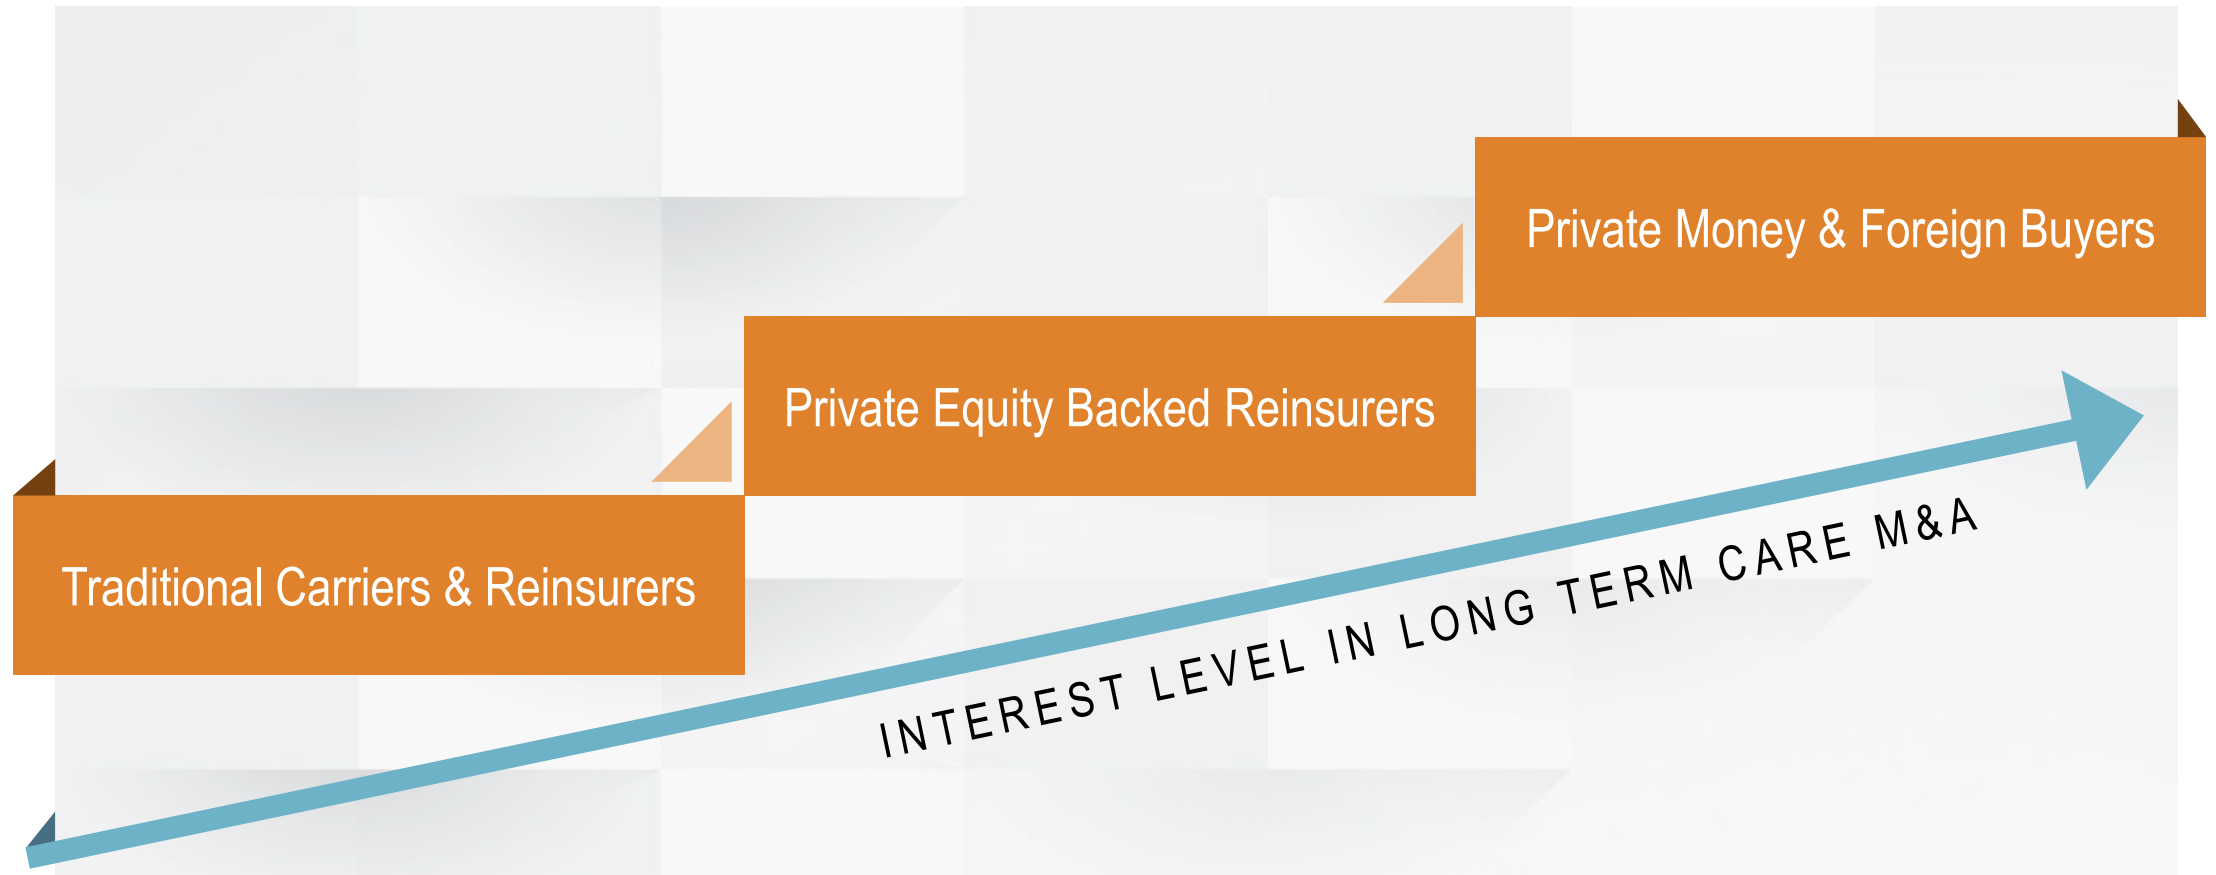 Private Money & Foreign Buyers
Private Equity Backed Reinsurers
Traditional Carriers & Reinsurers
INTEREST LEVEL IN LONG TERM CARE M&A